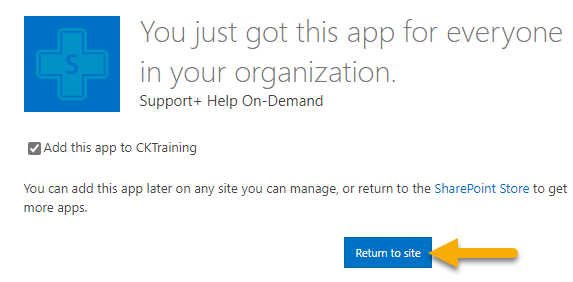 S
You just got this app for everyone
in your organization.
Support+ Help On-Demand
Add this app to CKTraining
You can add this app later on any site you can manage, or return to the SharePoint Store to get
more apps.
Return to site